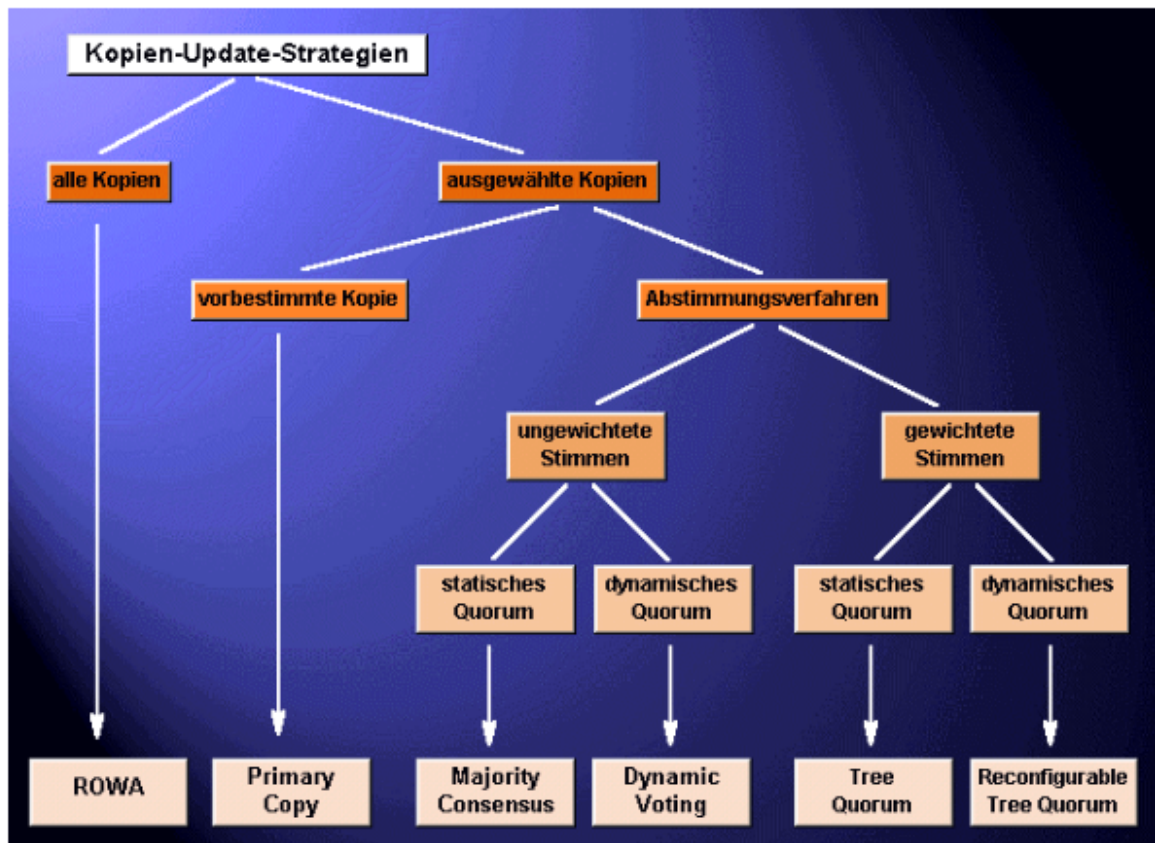 Kopien-Update-Strategien
alle Kopien
ausgewählte Kopien
vorbestimmte Kopie
Abstimmungsverfahren
ungewichtete
Stimmen
gewichtete
Stimmen
statisches
Quorum
dynamisches
Quorum
statisches
Quorum
dynamisches
Quorum
ROWA
Primary
Copy
Majority
Consensus
Dynamic
Voting
Tree
Quorum
Reconfigurable
Tree Quorum